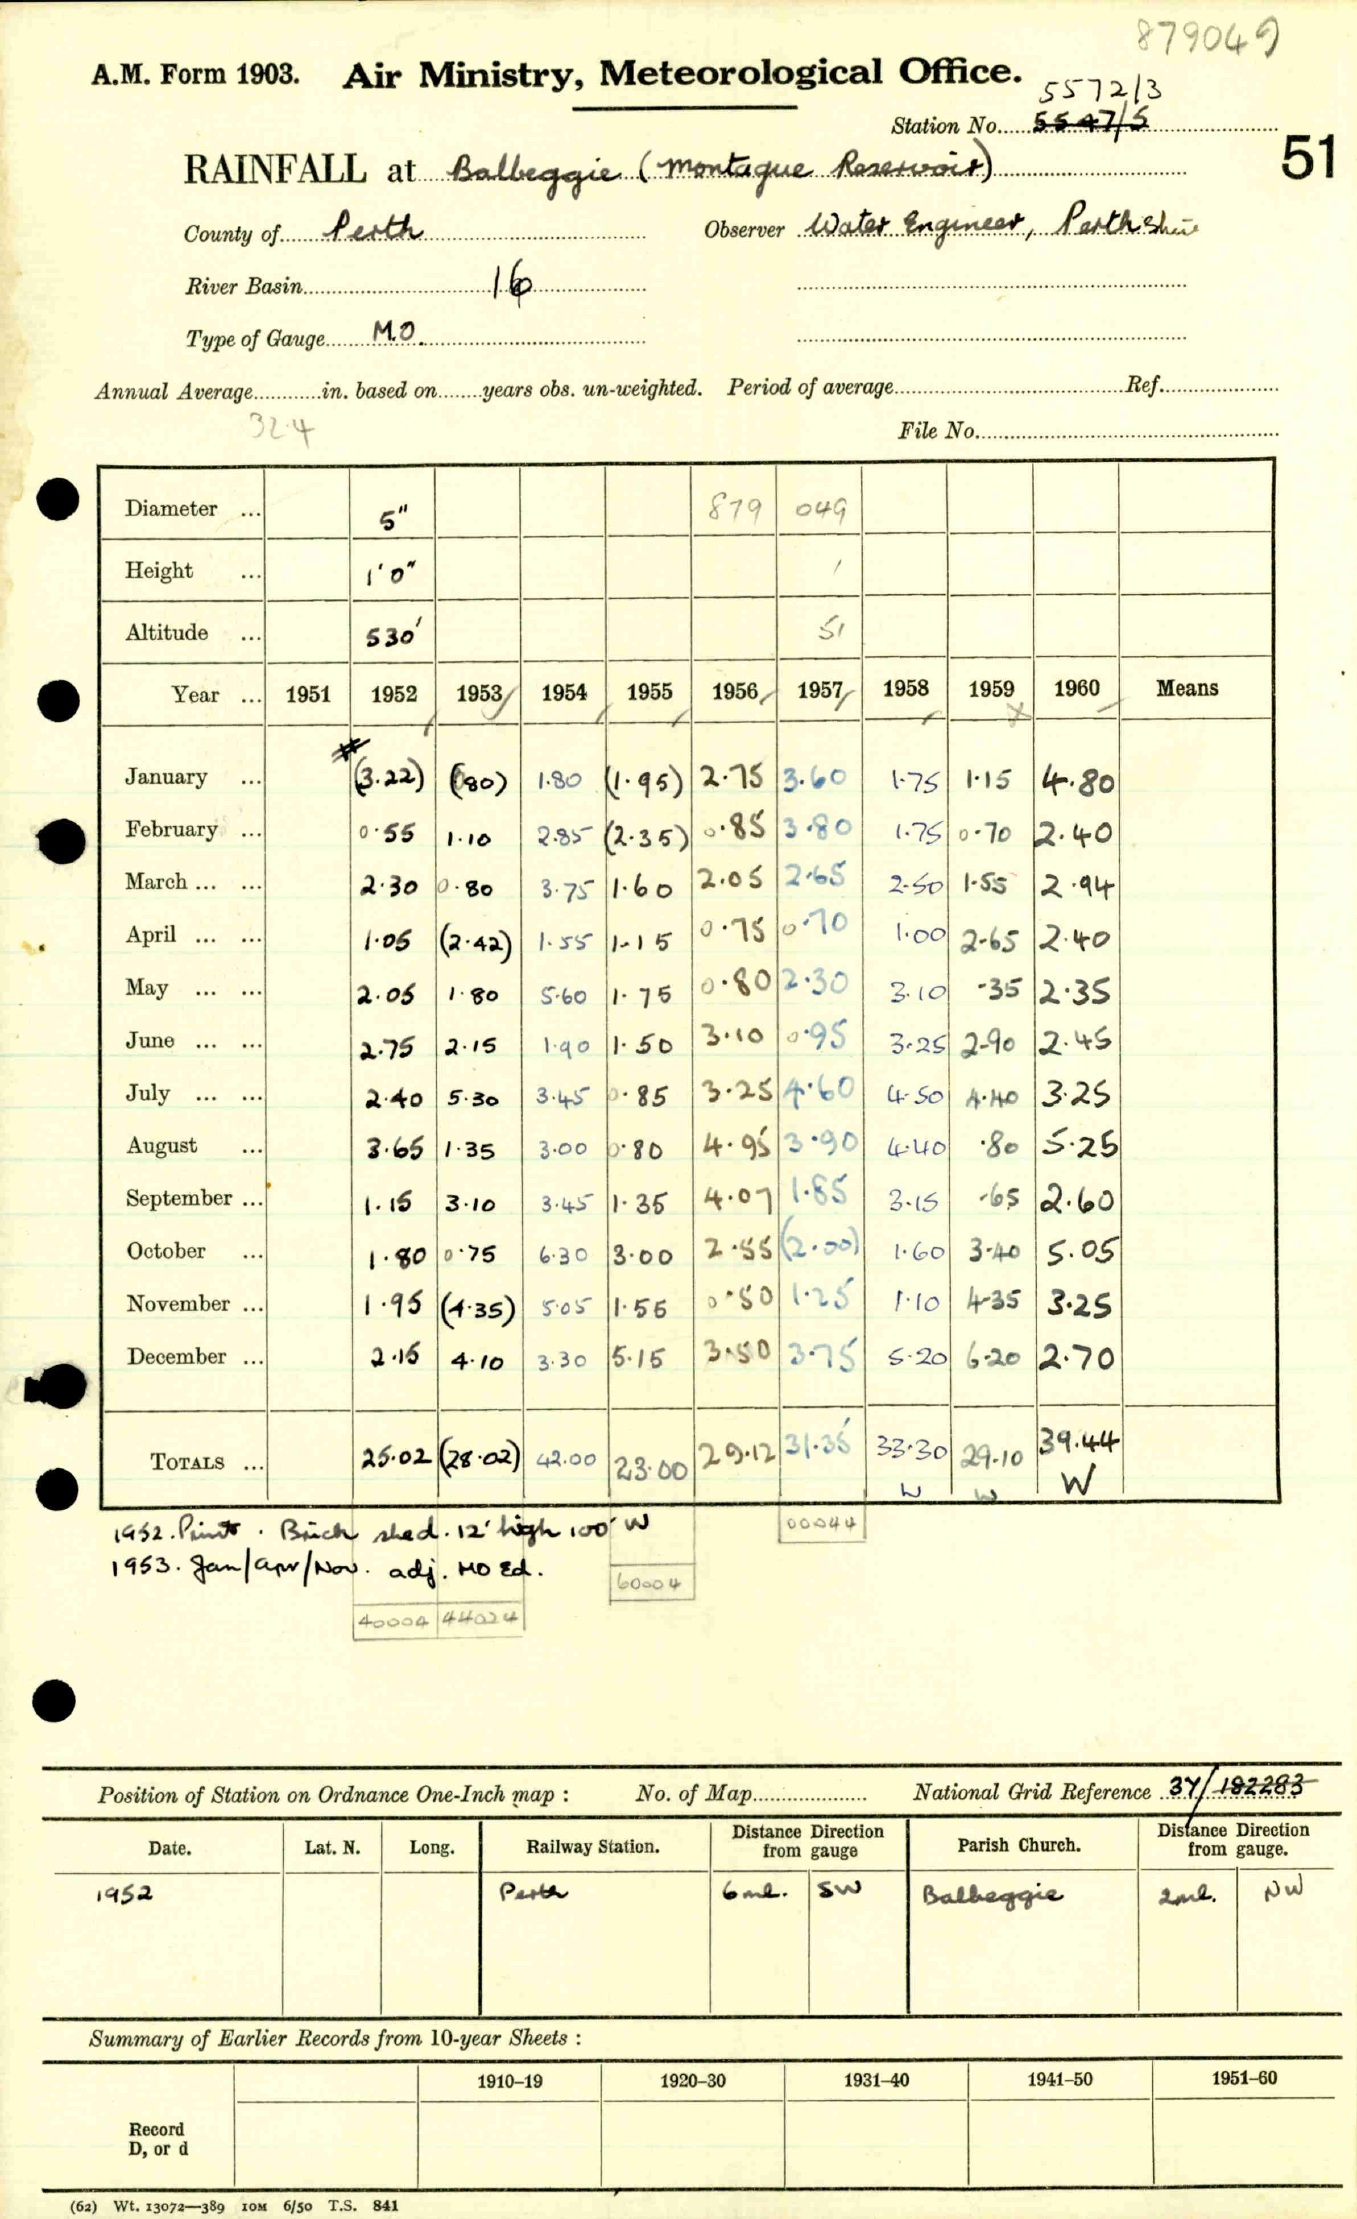 879049
A.M. Form 1903. Air Ministry, Meteorological Office.
5572/3
Station No. 5547/5
51
RAINFALL at Balbeggie (Montague Reservoir)
County of Perth Observer Water Engineer, Perthshire
River Basin 16
Type of Gauge M.O.
Annual Average in. based on years obs. un-weighted. Period of average Ref.
32.4
File No.
Diameter ... 5" 879 049
Height ... 1'0" 1
Altitude ... 530' 51
Year ... 1951 1952 1953 1954 1955 1956 1957 1958 1959 1960 Means
January ... (3.22) (.80) 1.80 (1.95) 2.75 3.60 1.75 1.15 4.80
February ... 0.55 1.10 2.85 (2.35) 0.85 3.80 1.75 0.70 2.40
March ... ... 2.30 0.80 3.75 1.60 2.05 2.65 2.50 1.55 2.94
April ... ... 1.05 (2.42) 1.55 1.15 0.75 0.70 1.00 2.65 2.40
May ... ... 2.05 1.80 5.60 1.75 0.80 2.30 3.10 .35 2.35
June ... ... 2.75 2.15 1.90 1.50 3.10 0.95 3.25 2.90 2.45
July ... ... 2.40 5.30 3.45 0.85 3.25 4.60 4.50 4.40 3.25
August ... 3.65 1.35 3.00 0.80 4.95 3.90 4.40 .80 5.25
September ... 1.15 3.10 3.45 1.35 4.07 1.85 3.15 .65 2.60
October ... 1.80 0.75 6.30 3.00 2.55 (2.00) 1.60 3.40 5.05
November ... 1.95 (4.35) 5.05 1.55 0.50 1.25 1.10 4.35 3.25
December ... 2.15 4.10 3.30 5.15 3.50 3.75 5.20 6.20 2.70
TOTALS ... 25.02 (28.02) 42.00 23.00 29.12 31.35 33.30 29.10 39.44
W W W
1952. Brick shed. 12' high 100' W
00044
1953. Jan/Apr/Nov. adj. MO Ed.
60004
40004 44024
Position of Station on Ordnance One-Inch map : No. of Map National Grid Reference 37/182283
Date. Lat. N. Long. Railway Station. Distance from gauge Direction Parish Church. Distance from gauge. Direction
1952 Perth 6ml. SW Balbeggie 2ml. NW
Summary of Earlier Records from 10-year Sheets :
1910–19 1920–30 1931–40 1941–50 1951–60
Record
D, or d
(62) Wt. 13072—389 10M 6/50 T.S. 841